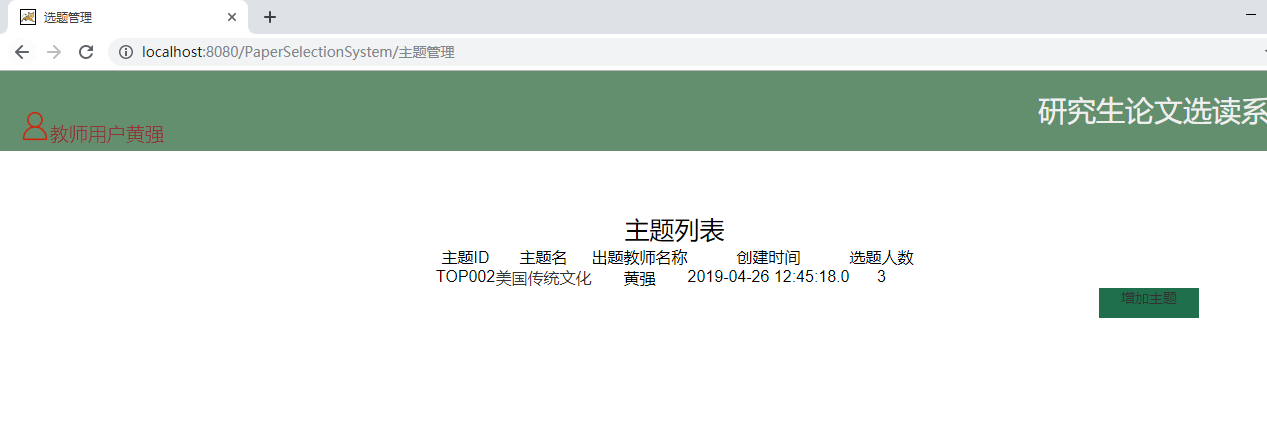 选题管理
localhost:8080/PaperSelectionSystem/主题管理
研究生论文选读系
教师用户黄强
主题列表
主题ID 主题名 出题教师名称 创建时间 选题人数
TOP002 美国传统文化 黄强 2019-04-26 12:45:18.0 3
增加主题